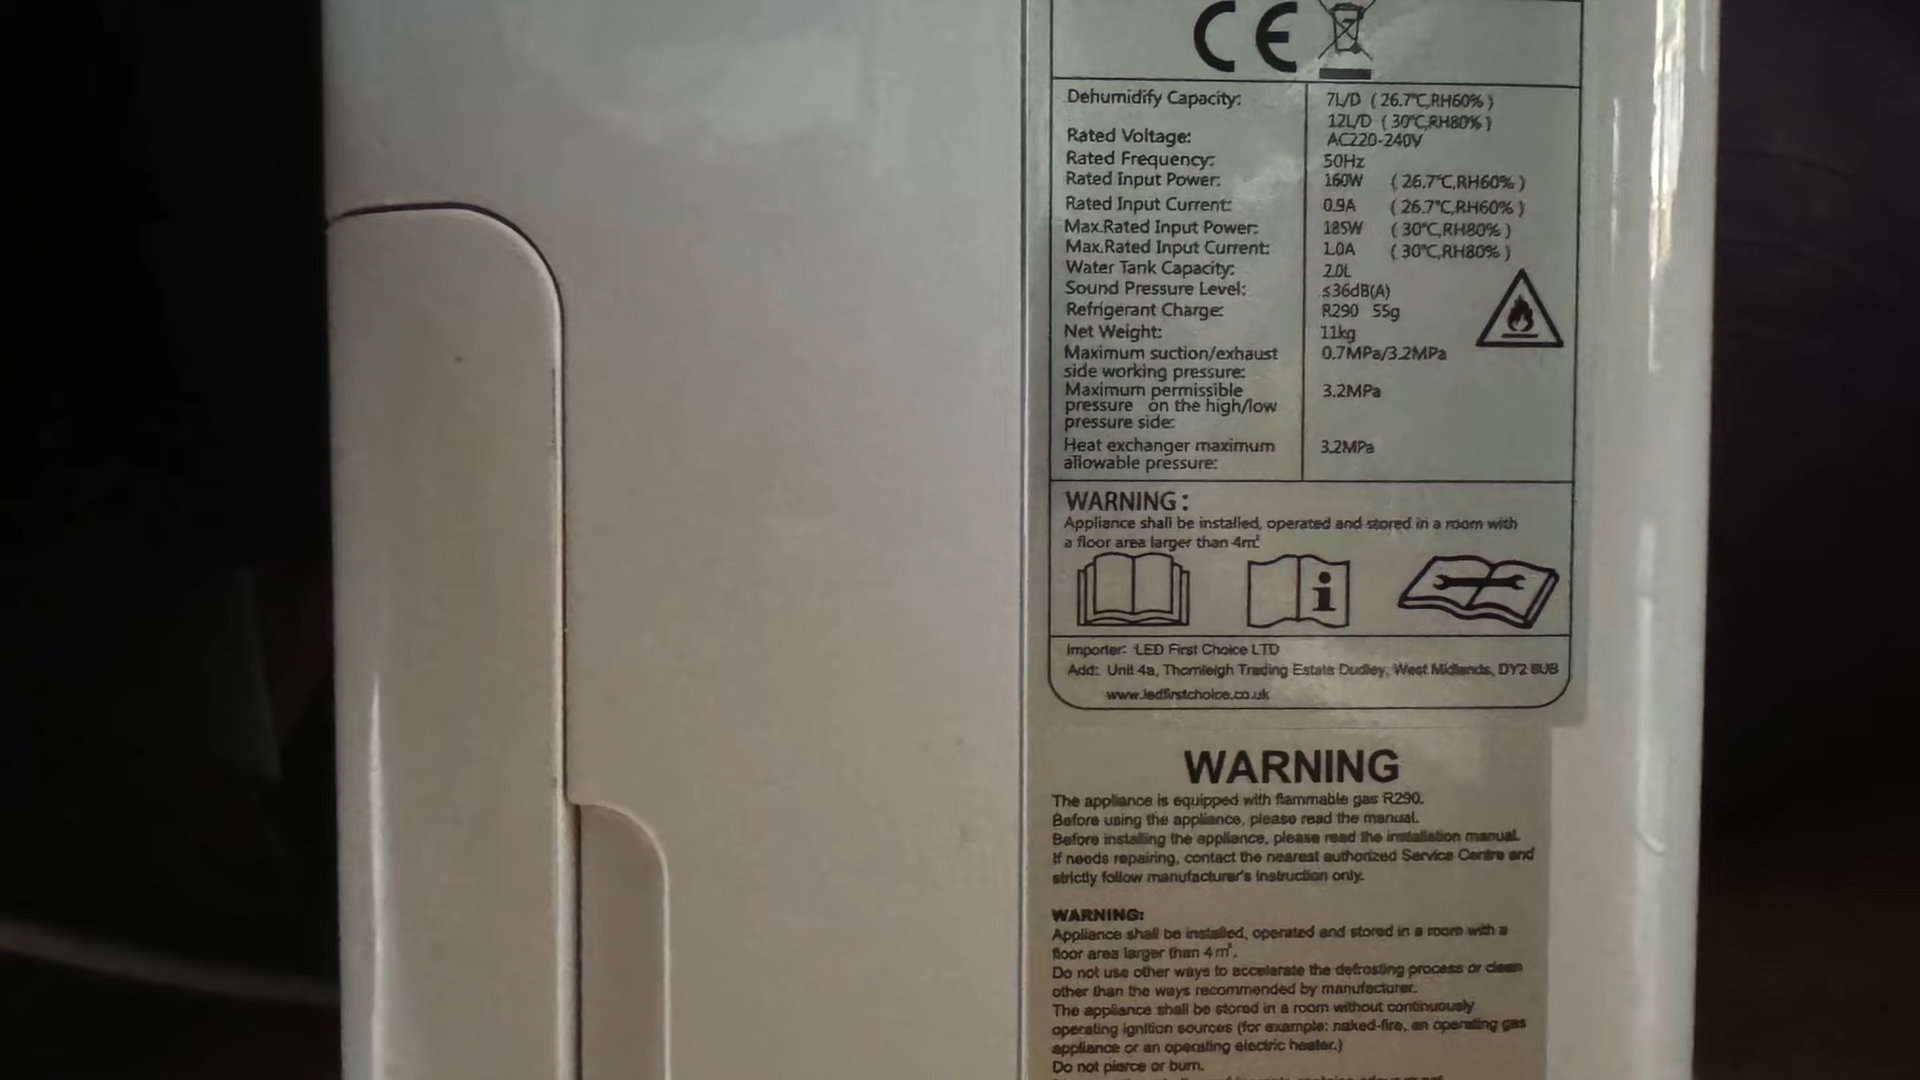 CE
Dehumidify Capacity: 7L/D (26.7℃,RH60%)
12L/D (30℃,RH80%)
Rated Voltage: AC220-240V
Rated Frequency: 50Hz
Rated Input Power: 160W (26.7℃,RH60%)
Rated Input Current: 0.9A (26.7℃,RH60%)
Max.Rated Input Power: 185W (30℃,RH80%)
Max.Rated Input Current: 1.0A (30℃,RH80%)
Water Tank Capacity: 2.0L
Sound Pressure Level: ≤36dB(A)
Refrigerant Charge: R290 55g
Net Weight: 11kg
Maximum suction/exhaust 0.7MPa/3.2MPa
side working pressure:
Maximum permissible 3.2MPa
pressure on the high/low
pressure side:
Heat exchanger maximum 3.2MPa
allowable pressure:
WARNING:
Appliance shall be installed, operated and stored in a room with
a floor area larger than 4m²
Importer: LED First Choice LTD
Add: Unit 4a, Thornleigh Trading Estate Dudley, West Midlands, DY2 8UB
www.ledfirstchoice.co.uk
WARNING
The appliance is equipped with flammable gas R290.
Before using the appliance, please read the manual.
Before installing the appliance, please read the installation manual.
If needs repairing, contact the nearest authorized Service Centre and
strictly follow manufacturer's instruction only.
WARNING:
Appliance shall be installed, operated and stored in a room with a
floor area larger than 4 m².
Do not use other ways to accelerate the defrosting process or clean
other than the ways recommended by manufacturer.
The appliance shall be stored in a room without continuously
operating ignition sources (for example: naked-fire, an operating gas
appliance or an operating electric heater.)
Do not pierce or burn.